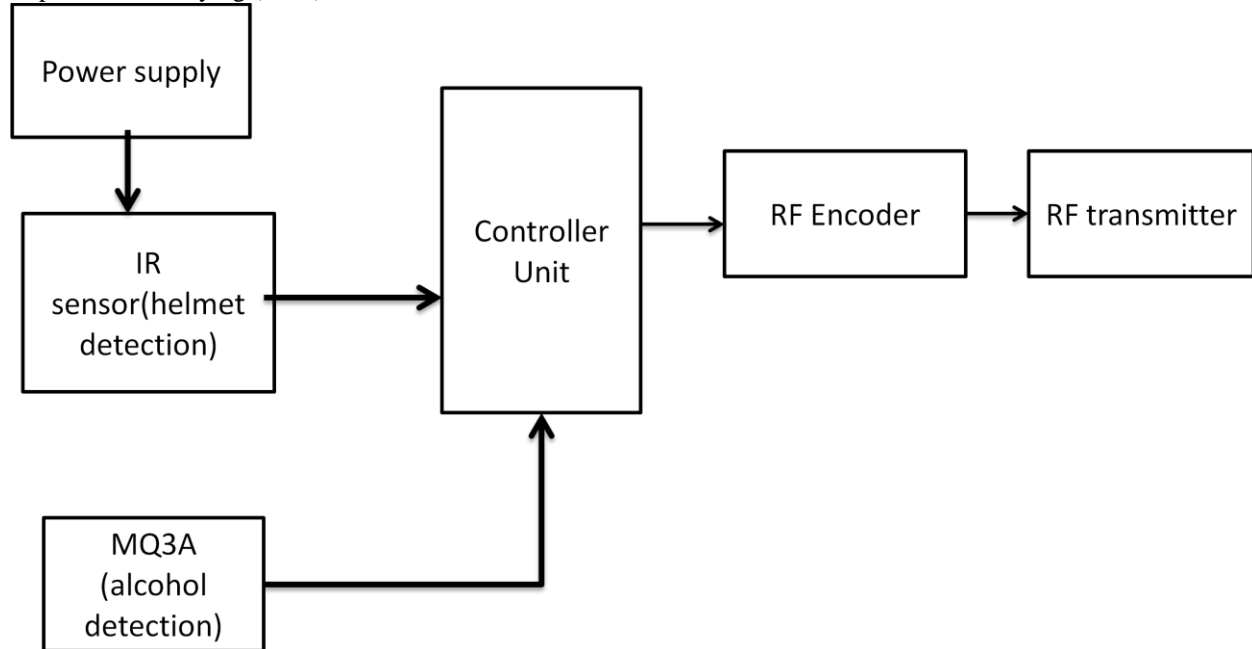 Power supply
IR
sensor(helmet
detection)
Controller
Unit
RF Encoder
RF transmitter
MQ3A
(alcohol
detection)